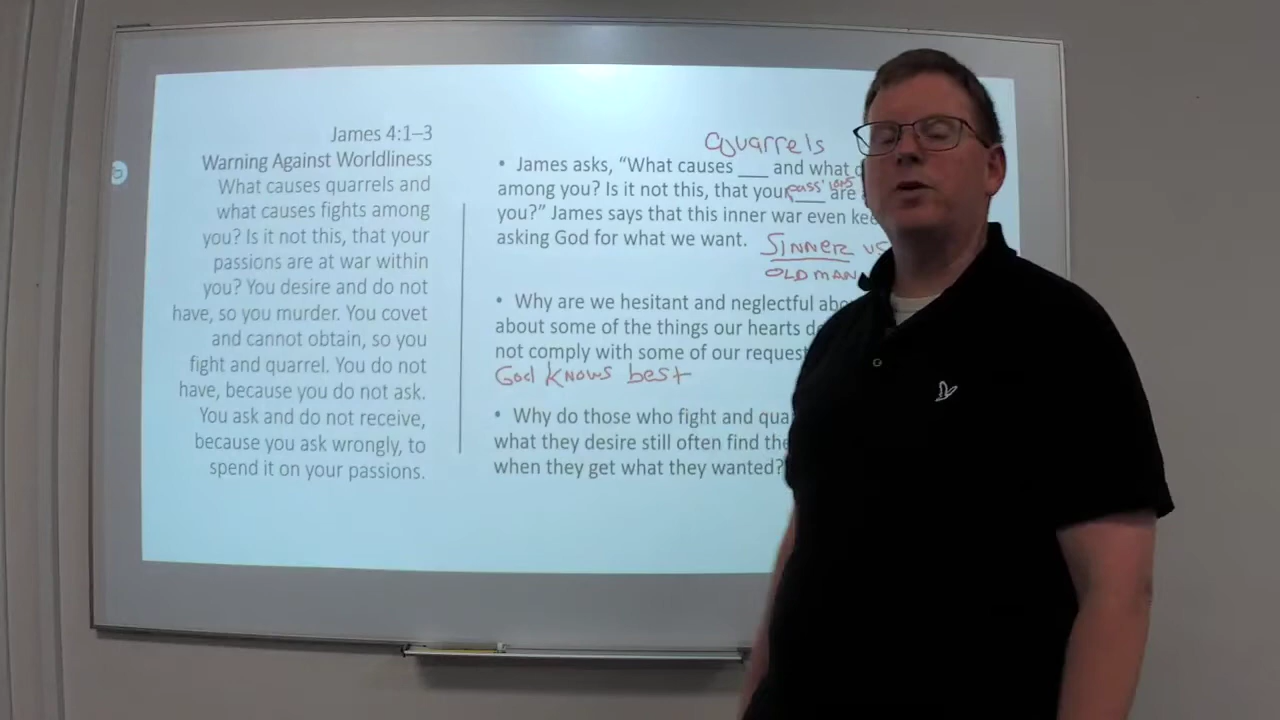 James 4:1–3
Warning Against Worldliness
What causes quarrels and
what causes fights among
you? Is it not this, that your
passions are at war within
you? You desire and do not
have, so you murder. You covet
and cannot obtain, so you
fight and quarrel. You do not
have, because you do not ask.
You ask and do not receive,
because you ask wrongly, to
spend it on your passions.
Quarrels
• James asks, “What causes ___ and what
among you? Is it not this, that your ___ are
passions
you?” James says that this inner war even
asking God for what we want.
SINNER VS
OLD MAN
• Why are we hesitant and neglectful
about some of the things our hearts
not comply with some of our request
God knows best
• Why do those who fight and
what they desire still often find
when they get what they wanted?